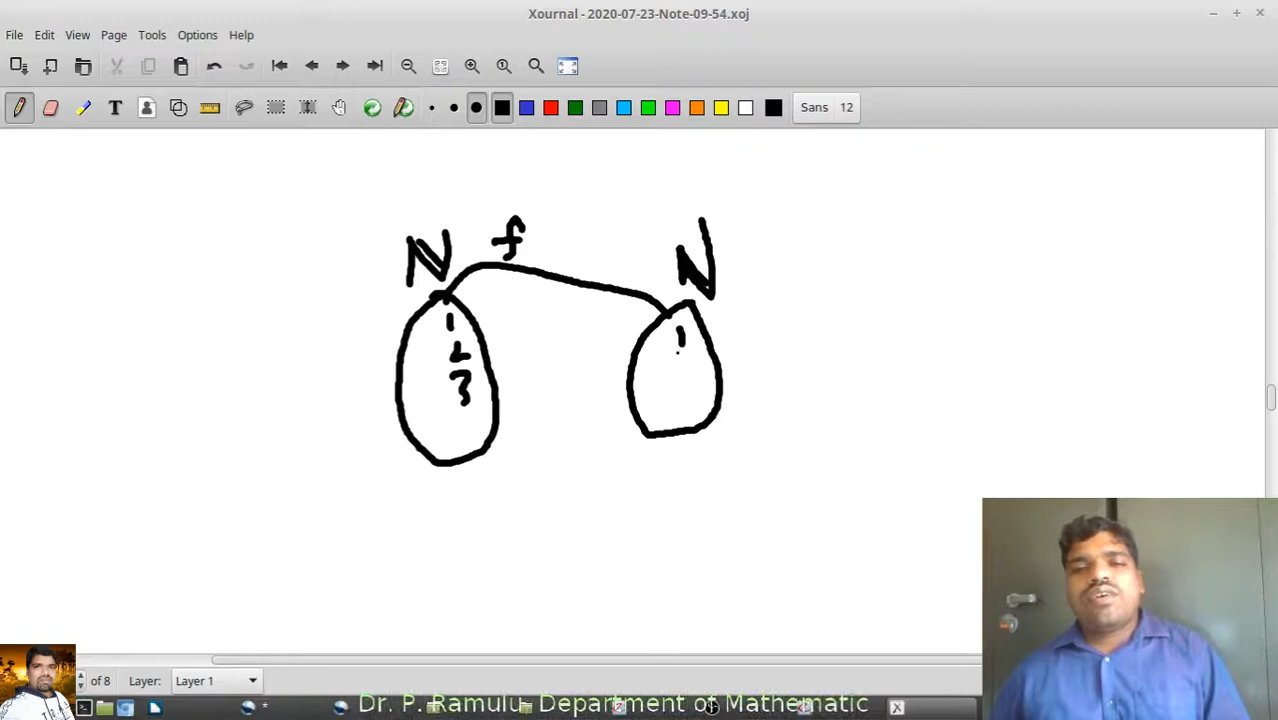 Xournal - 2020-07-23-Note-09-54.xoj
File Edit View Page Tools Options Help
Sans 12
N f N
1 1
2
3
of 8 Layer: Layer 1
Dr. P. Ramulu Department of Mathematic